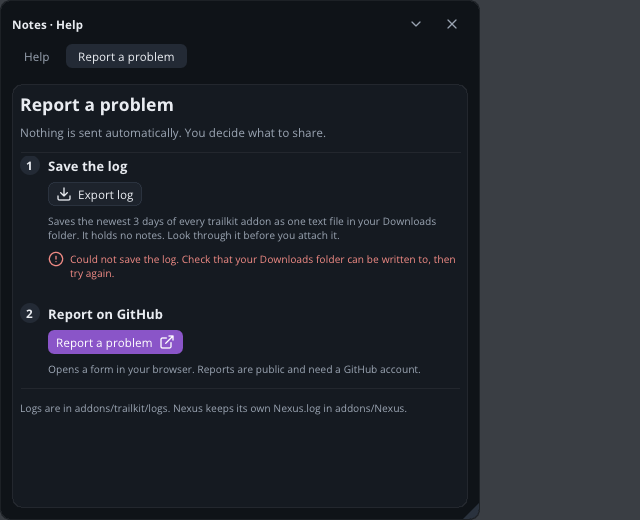 Notes · Help
Help
Report a problem
Report a problem
Nothing is sent automatically. You decide what to share.
1
Save the log
Export log
Saves the newest 3 days of every trailkit addon as one text file in your Downloads
folder. It holds no notes. Look through it before you attach it.
Could not save the log. Check that your Downloads folder can be written to, then
try again.
2
Report on GitHub
Report a problem
Opens a form in your browser. Reports are public and need a GitHub account.
Logs are in addons/trailkit/logs. Nexus keeps its own Nexus.log in addons/Nexus.